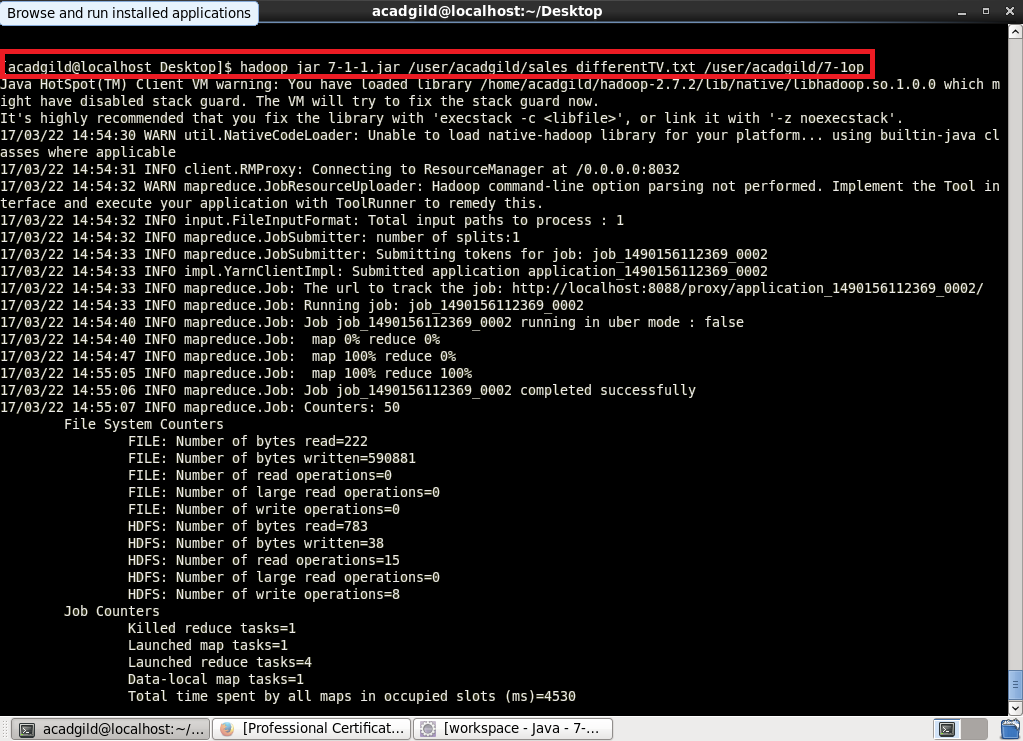 Browse and run installed applications
acadgild@localhost:~/Desktop
[acadgild@localhost Desktop]$ hadoop jar 7-1-1.jar /user/acadgild/sales differentTV.txt /user/acadgild/7-1op
Java HotSpot(TM) Client VM warning: You have loaded library /home/acadgild/hadoop-2.7.2/lib/native/libhadoop.so.1.0.0 which m
ight have disabled stack guard. The VM will try to fix the stack guard now.
It's highly recommended that you fix the library with 'execstack -c <libfile>', or link it with '-z noexecstack'.
17/03/22 14:54:30 WARN util.NativeCodeLoader: Unable to load native-hadoop library for your platform... using builtin-java cl
asses where applicable
17/03/22 14:54:31 INFO client.RMProxy: Connecting to ResourceManager at /0.0.0.0:8032
17/03/22 14:54:32 WARN mapreduce.JobResourceUploader: Hadoop command-line option parsing not performed. Implement the Tool in
terface and execute your application with ToolRunner to remedy this.
17/03/22 14:54:32 INFO input.FileInputFormat: Total input paths to process : 1
17/03/22 14:54:32 INFO mapreduce.JobSubmitter: number of splits:1
17/03/22 14:54:33 INFO mapreduce.JobSubmitter: Submitting tokens for job: job_1490156112369_0002
17/03/22 14:54:33 INFO impl.YarnClientImpl: Submitted application application_1490156112369_0002
17/03/22 14:54:33 INFO mapreduce.Job: The url to track the job: http://localhost:8088/proxy/application_1490156112369_0002/
17/03/22 14:54:33 INFO mapreduce.Job: Running job: job_1490156112369_0002
17/03/22 14:54:40 INFO mapreduce.Job: Job job_1490156112369_0002 running in uber mode : false
17/03/22 14:54:40 INFO mapreduce.Job:  map 0% reduce 0%
17/03/22 14:54:47 INFO mapreduce.Job:  map 100% reduce 0%
17/03/22 14:55:05 INFO mapreduce.Job:  map 100% reduce 100%
17/03/22 14:55:06 INFO mapreduce.Job: Job job_1490156112369_0002 completed successfully
17/03/22 14:55:07 INFO mapreduce.Job: Counters: 50
File System Counters
FILE: Number of bytes read=222
FILE: Number of bytes written=590881
FILE: Number of read operations=0
FILE: Number of large read operations=0
FILE: Number of write operations=0
HDFS: Number of bytes read=783
HDFS: Number of bytes written=38
HDFS: Number of read operations=15
HDFS: Number of large read operations=0
HDFS: Number of write operations=8
Job Counters
Killed reduce tasks=1
Launched map tasks=1
Launched reduce tasks=4
Data-local map tasks=1
Total time spent by all maps in occupied slots (ms)=4530
acadgild@localhost:~/... [Professional Certificat... [workspace - Java - 7-...